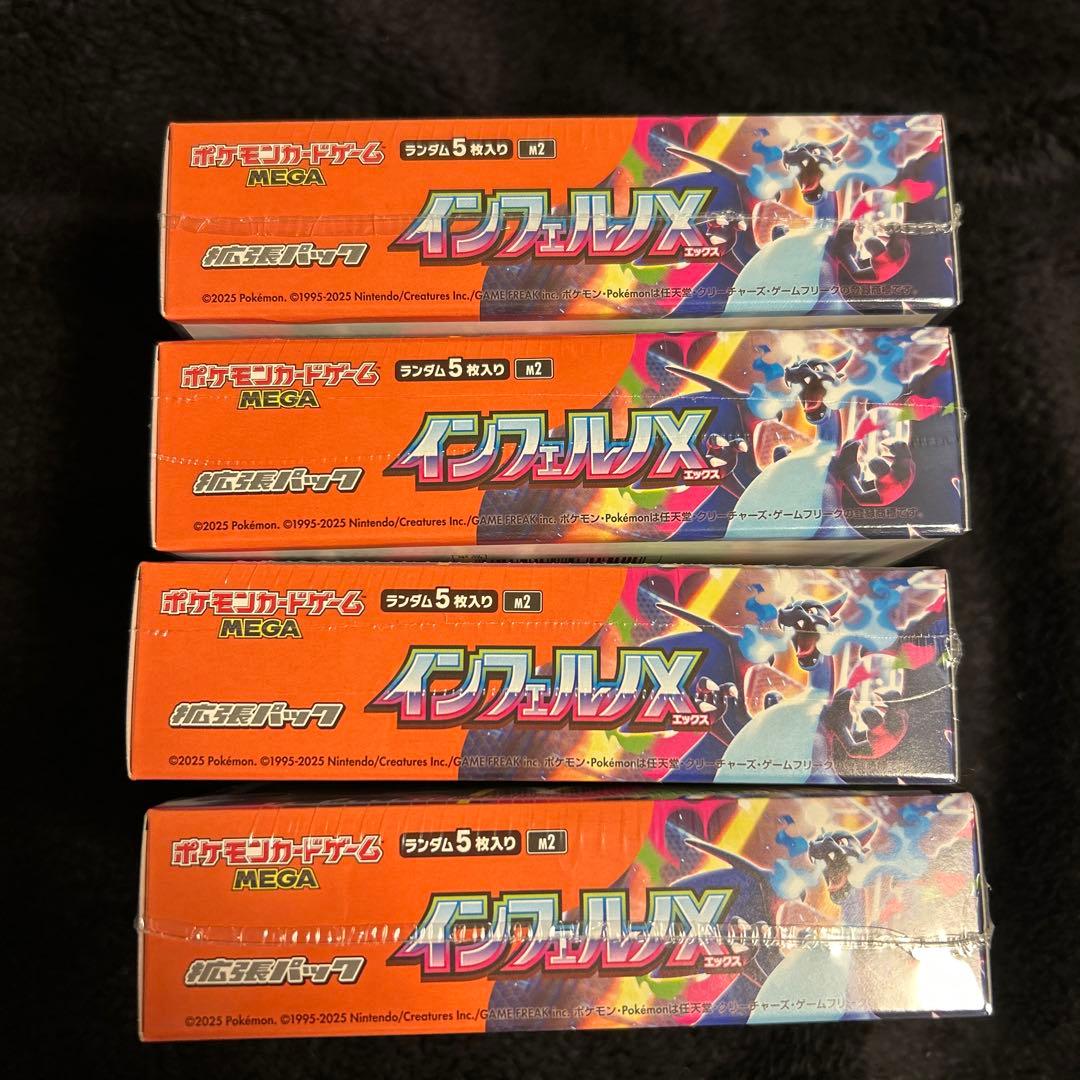 ポケモンカードゲーム
MEGA
ランダム5枚入り M2
インフェルノX
エックス
拡張パック
©2025 Pokémon. ©1995-2025 Nintendo/Creatures Inc./GAME FREAK inc. ポケモン・Pokémonは任天堂・クリーチャーズ・ゲームフリークの登録商標です。
ポケモンカードゲーム
MEGA
ランダム5枚入り M2
インフェルノX
エックス
拡張パック
©2025 Pokémon. ©1995-2025 Nintendo/Creatures Inc./GAME FREAK inc. ポケモン・Pokémonは任天堂・クリーチャーズ・ゲームフリークの登録商標です。
ポケモンカードゲーム
MEGA
ランダム5枚入り M2
インフェルノX
エックス
拡張パック
©2025 Pokémon. ©1995-2025 Nintendo/Creatures Inc./GAME FREAK inc. ポケモン・Pokémonは任天堂・クリーチャーズ・ゲームフリークの登録商標です。
ポケモンカードゲーム
MEGA
ランダム5枚入り M2
インフェルノX
エックス
拡張パック
©2025 Pokémon. ©1995-2025 Nintendo/Creatures Inc./GAME FREAK inc. ポケモン・Pokémonは任天堂・クリーチャーズ・ゲームフリ